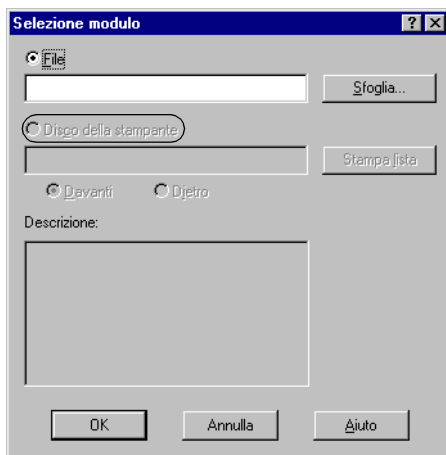 Selezione modulo
File
Sfoglia...
Disco della stampante
Stampa lista
Davanti Dietro
Descrizione:
OK Annulla Aiuto